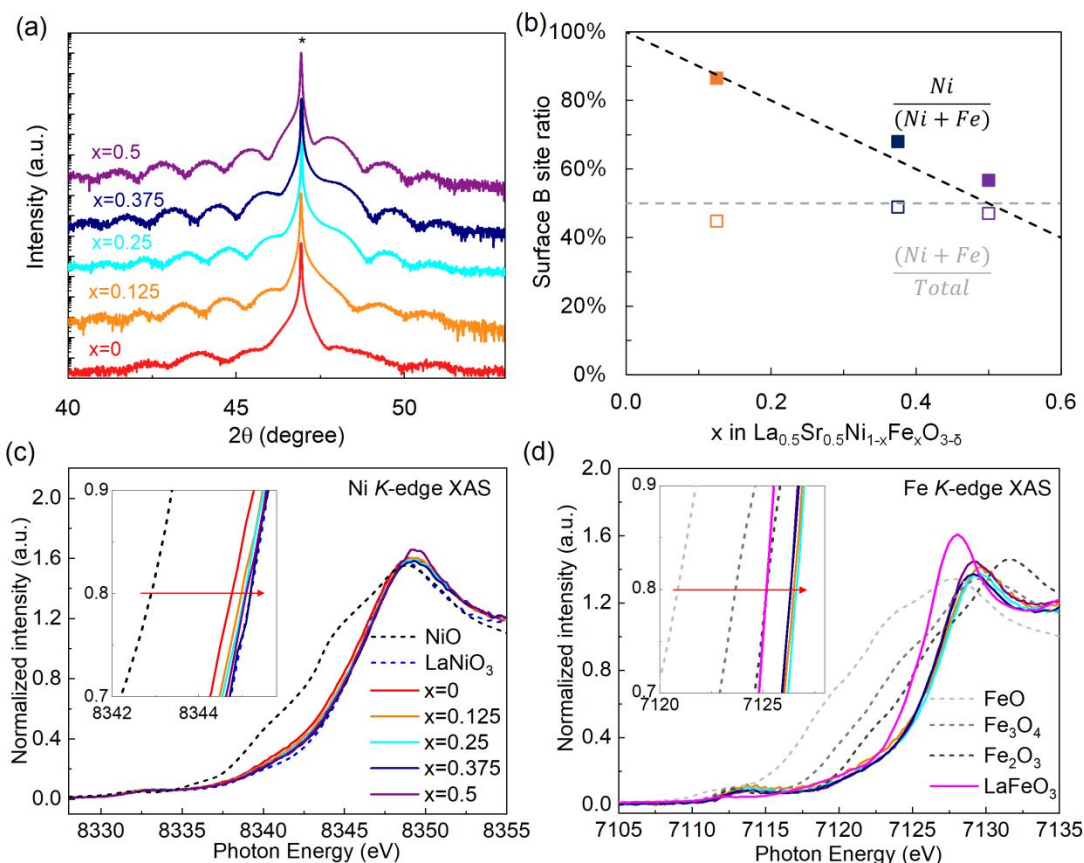 (a)
*
x=0.5
x=0.375
x=0.25
x=0.125
x=0
Intensity (a.u.)
40 45 50
2θ (degree)
(b)
100%
80%
60%
40%
20%
0%
Surface B site ratio
Ni
(Ni + Fe)
(Ni + Fe)
Total
0.0 0.2 0.4 0.6
x in La₀.₅Sr₀.₅Ni₁₋ₓFeₓO₃₋δ
(c)
Ni K-edge XAS
2.0
1.6
1.2
0.8
0.4
0.0
Normalized intensity (a.u.)
0.9
0.8
0.7
8342 8344
NiO
LaNiO₃
x=0
x=0.125
x=0.25
x=0.375
x=0.5
8330 8335 8340 8345 8350 8355
Photon Energy (eV)
(d)
Fe K-edge XAS
2.0
1.6
1.2
0.8
0.4
0.0
Normalized intensity (a.u.)
0.9
0.8
0.7
7120 7125
FeO
Fe₃O₄
Fe₂O₃
LaFeO₃
7105 7110 7115 7120 7125 7130 7135
Photon Energy (eV)